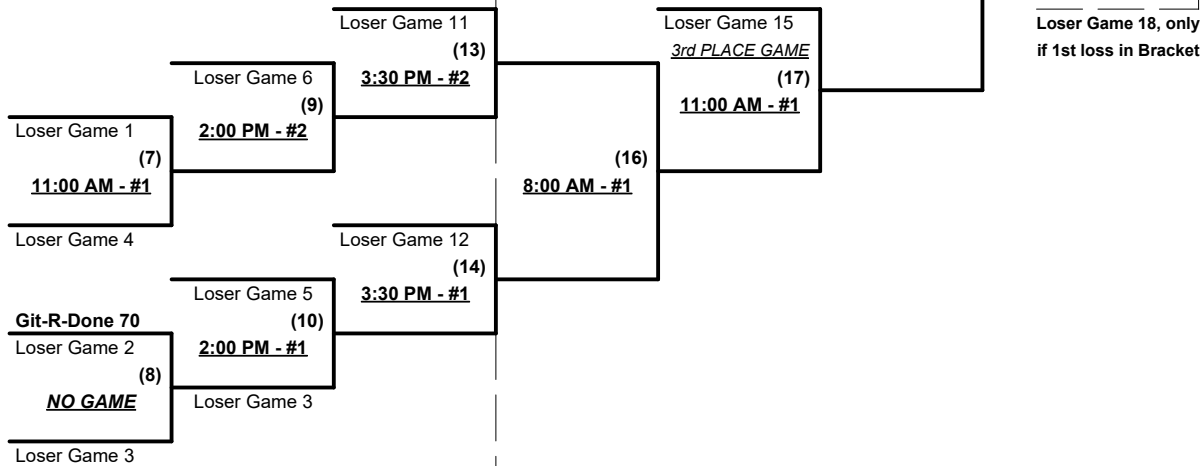 Loser Game 11
(13)
3:30 PM - #2
Loser Game 15
3rd PLACE GAME
(17)
11:00 AM - #1
Loser Game 18, only
if 1st loss in Bracket
Loser Game 6
(9)
2:00 PM - #2
Loser Game 1
(7)
11:00 AM - #1
Loser Game 4
(16)
8:00 AM - #1
Loser Game 12
(14)
3:30 PM - #1
Loser Game 5
(10)
2:00 PM - #1
Loser Game 3
Git-R-Done 70
Loser Game 2
(8)
NO GAME
Loser Game 3